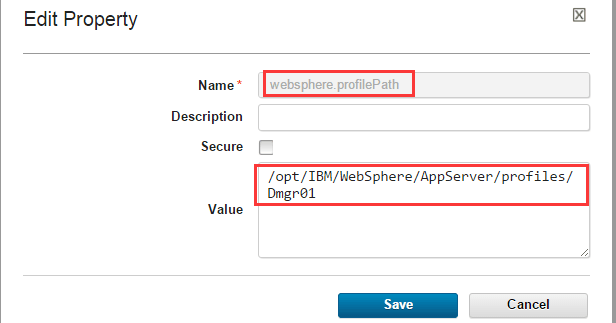 Edit Property
Name * websphere.profilePath
Description
Secure
Value /opt/IBM/WebSphere/AppServer/profiles/
Dmgr01
Save Cancel